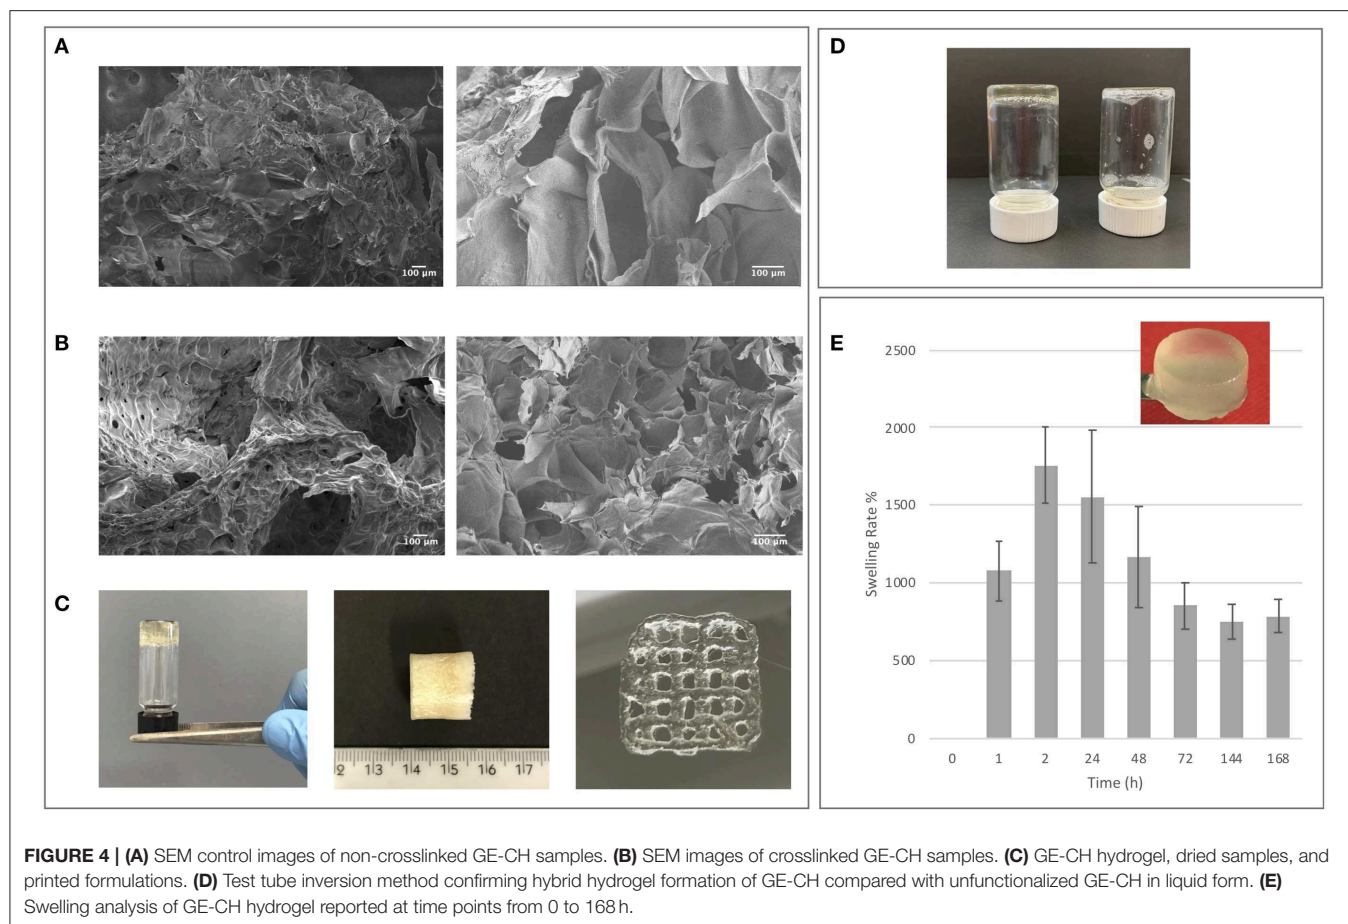 A
100 µm
100 µm
B
100 µm
100 µm
C
2 13 14 15 16 17
D
E
2500
2000
1500
1000
500
0
Swelling Rate %
0 1 2 24 48 72 144 168
Time (h)
FIGURE 4 | (A) SEM control images of non-crosslinked GE-CH samples. (B) SEM images of crosslinked GE-CH samples. (C) GE-CH hydrogel, dried samples, and
printed formulations. (D) Test tube inversion method confirming hybrid hydrogel formation of GE-CH compared with unfunctionalized GE-CH in liquid form. (E)
Swelling analysis of GE-CH hydrogel reported at time points from 0 to 168 h.